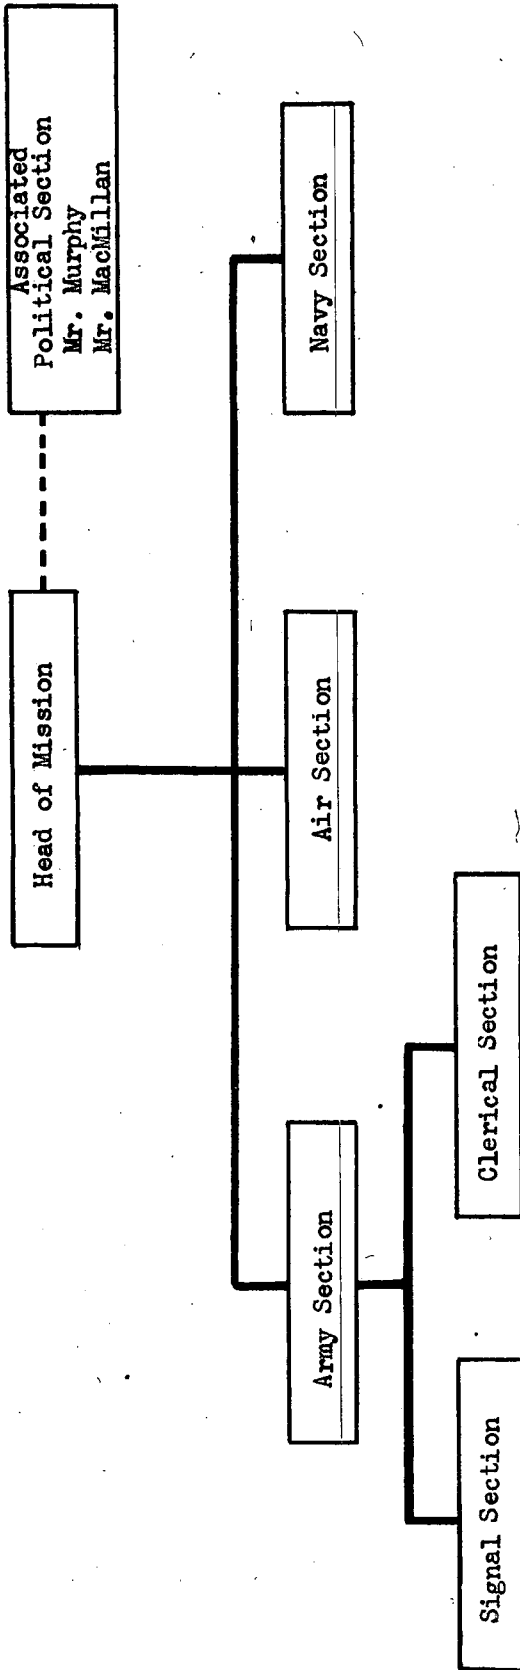 Head of Mission
Associated
Political Section
Mr. Murphy
Mr. MacMillan
Army Section
Air Section
Navy Section
Signal Section
Clerical Section